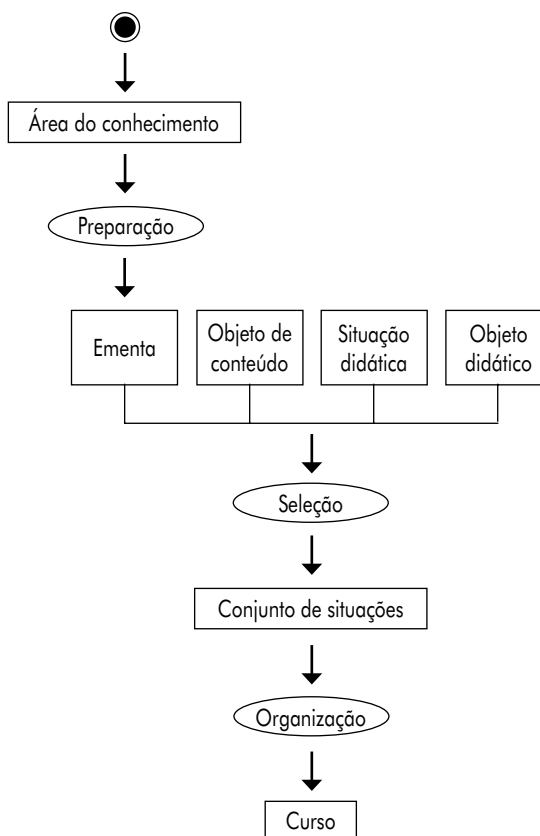 Área do conhecimento
Preparação
Ementa
Objeto de
conteúdo
Situação
didática
Objeto
didático
Seleção
Conjunto de situações
Organização
Curso